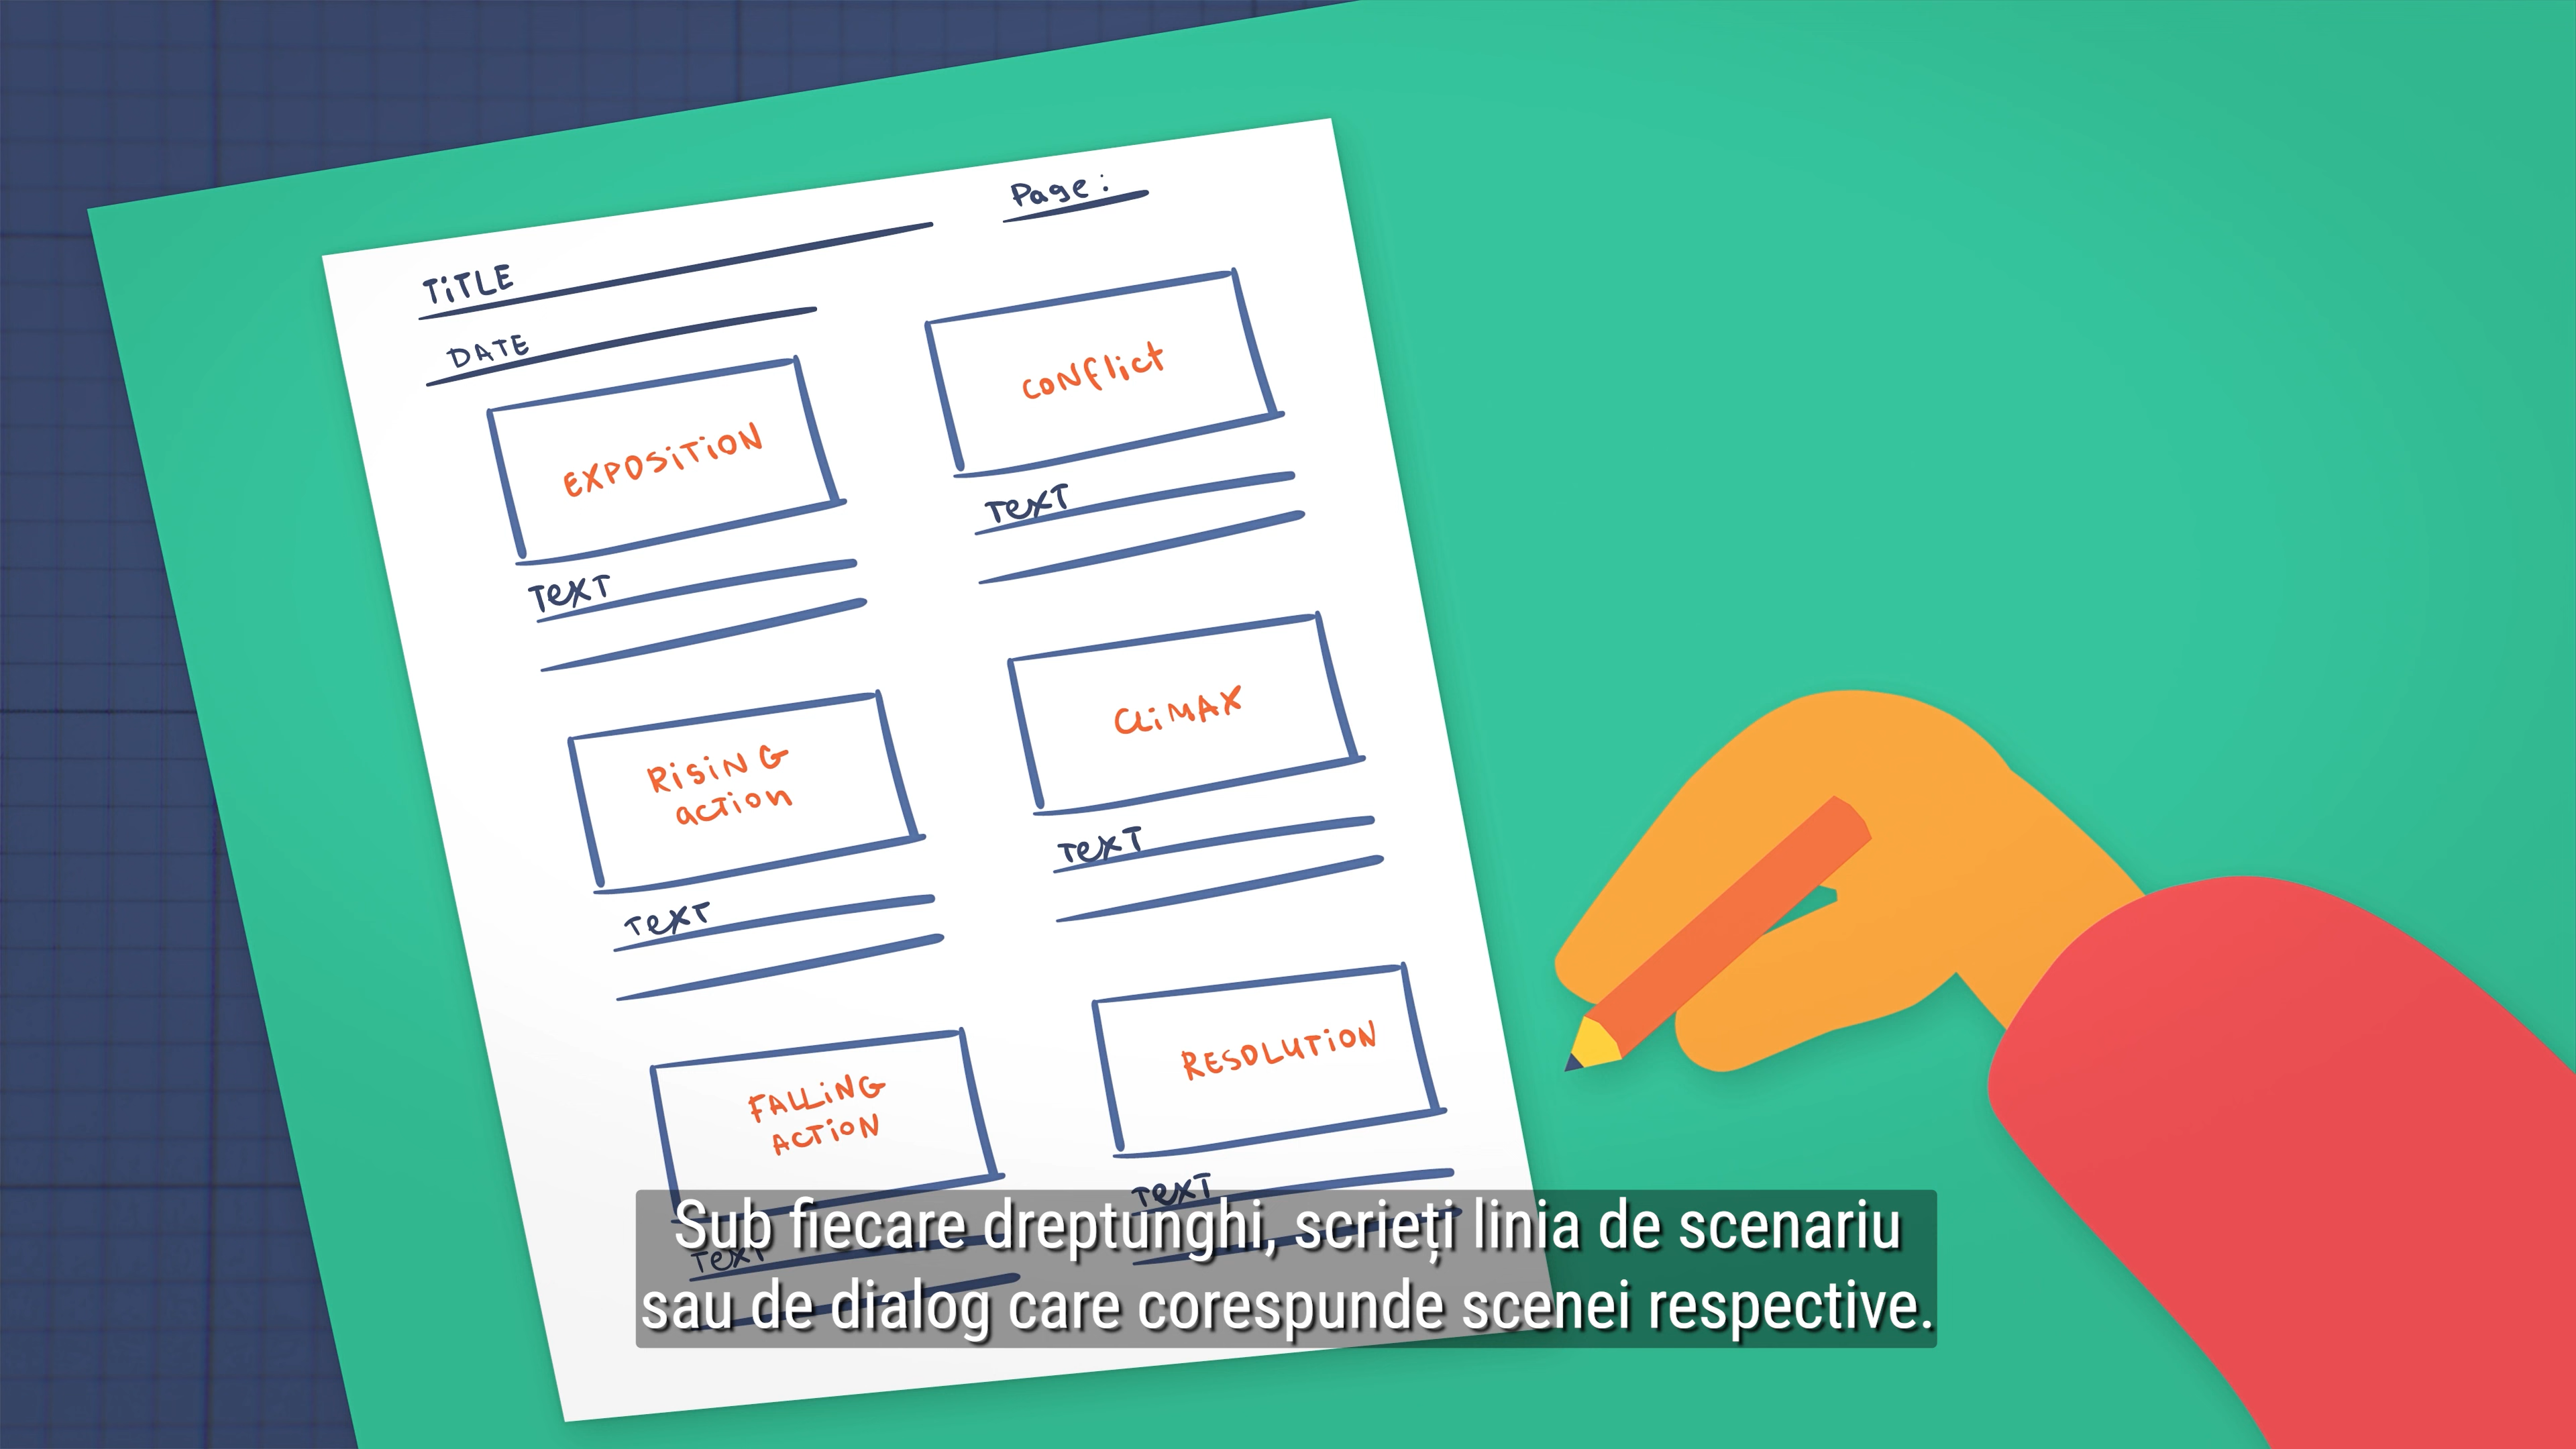 Page:
TiTLE
DATE
EXPOSiTiON
conflict
TexT
TexT
RisiNG
action
CLiMAX
TexT
TexT
FALLiNG
ACTiON
RESOLUTiON
TexT
TexT
Sub fiecare dreptunghi, scrieți linia de scenariu
sau de dialog care corespunde scenei respective.